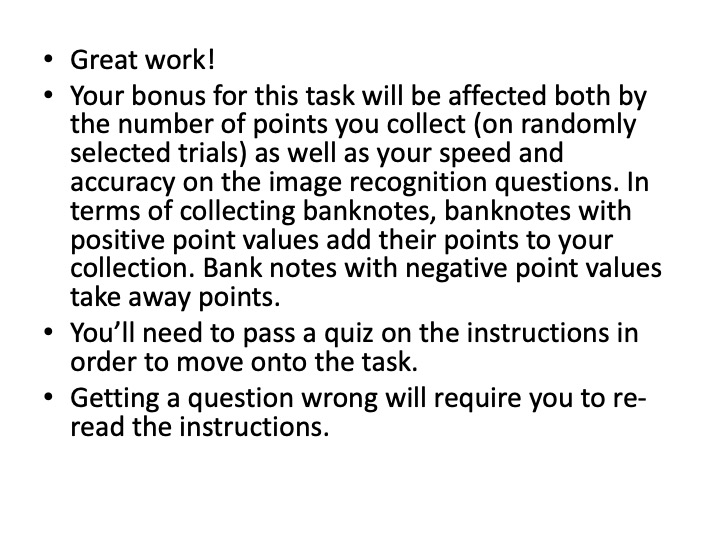 • Great work!
• Your bonus for this task will be affected both by
the number of points you collect (on randomly
selected trials) as well as your speed and
accuracy on the image recognition questions. In
terms of collecting banknotes, banknotes with
positive point values add their points to your
collection. Bank notes with negative point values
take away points.
• You’ll need to pass a quiz on the instructions in
order to move onto the task.
• Getting a question wrong will require you to re-
read the instructions.